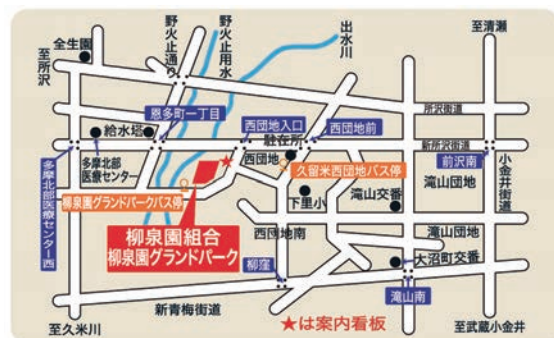 至清瀬
全生園
至所沢
野火止通り
野火止用水
出水川
所沢街道
恩多町一丁目
西団地入口
西団地前
給水塔
駐在所
新所沢街道
多摩北部
医療センター
西団地
久留米西団地バス停
前沢南
小金井街道
滝山団地
多摩北部医療センター西
柳泉園グランドパークバス停
下里小
滝山交番
柳泉園組合
柳泉園グランドパーク
西団地南
滝山団地
柳窪
大沼町交番
新青梅街道
滝山南
至久米川
★は案内看板
至武蔵小金井